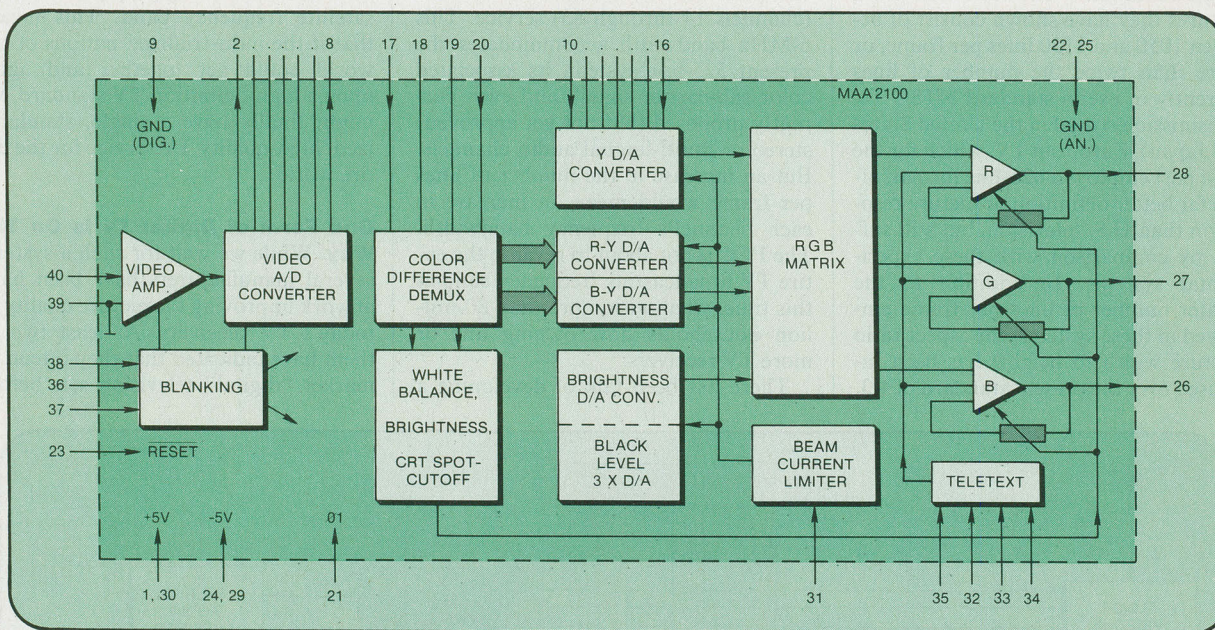 9
2
8
17
18
19
20
10
16
22, 25
MAA 2100
GND
(DIG.)
GND
(AN.)
Y D/A
CONVERTER
R
28
40
VIDEO
AMP.
39
VIDEO
A/D
CONVERTER
COLOR
DIFFERENCE
DEMUX
R-Y D/A
CONVERTER
B-Y D/A
CONVERTER
RGB
MATRIX
G
27
38
36
37
BLANKING
WHITE
BALANCE,
BRIGHTNESS,
CRT SPOT-
CUTOFF
BRIGHTNESS
D/A CONV.
BLACK
LEVEL
3 X D/A
B
26
23
RESET
BEAM
CURRENT
LIMITER
TELETEXT
+5V
-5V
01
1, 30
24, 29
21
31
35
32
33
34